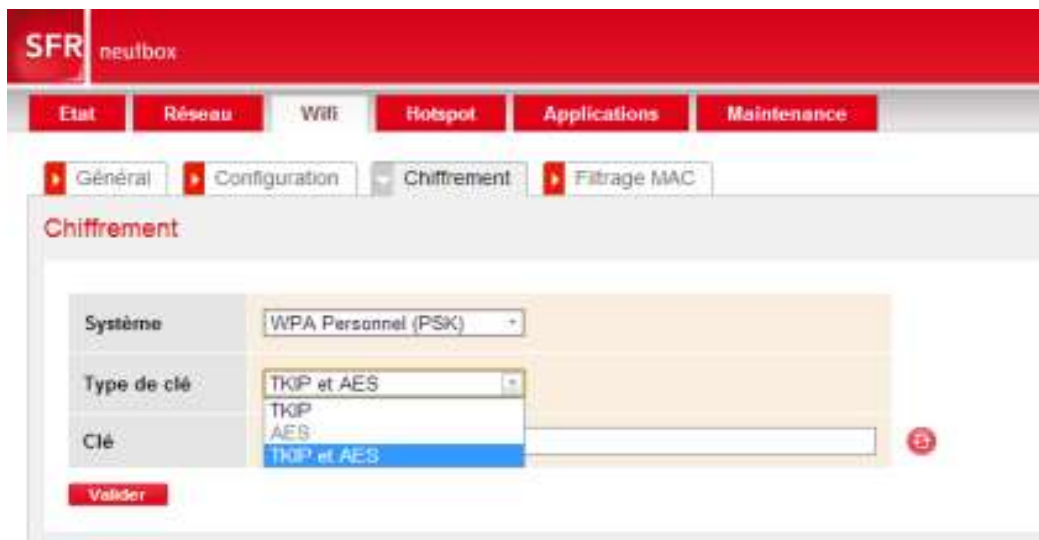 SFR neufbox
Etat Réseau Wifi Hotspot Applications Maintenance
Général Configuration Chiffrement Filtrage MAC
Chiffrement
Système WPA Personnel (PSK)
Type de clé TKIP et AES
TKIP
Clé AES
TKIP et AES
Valider